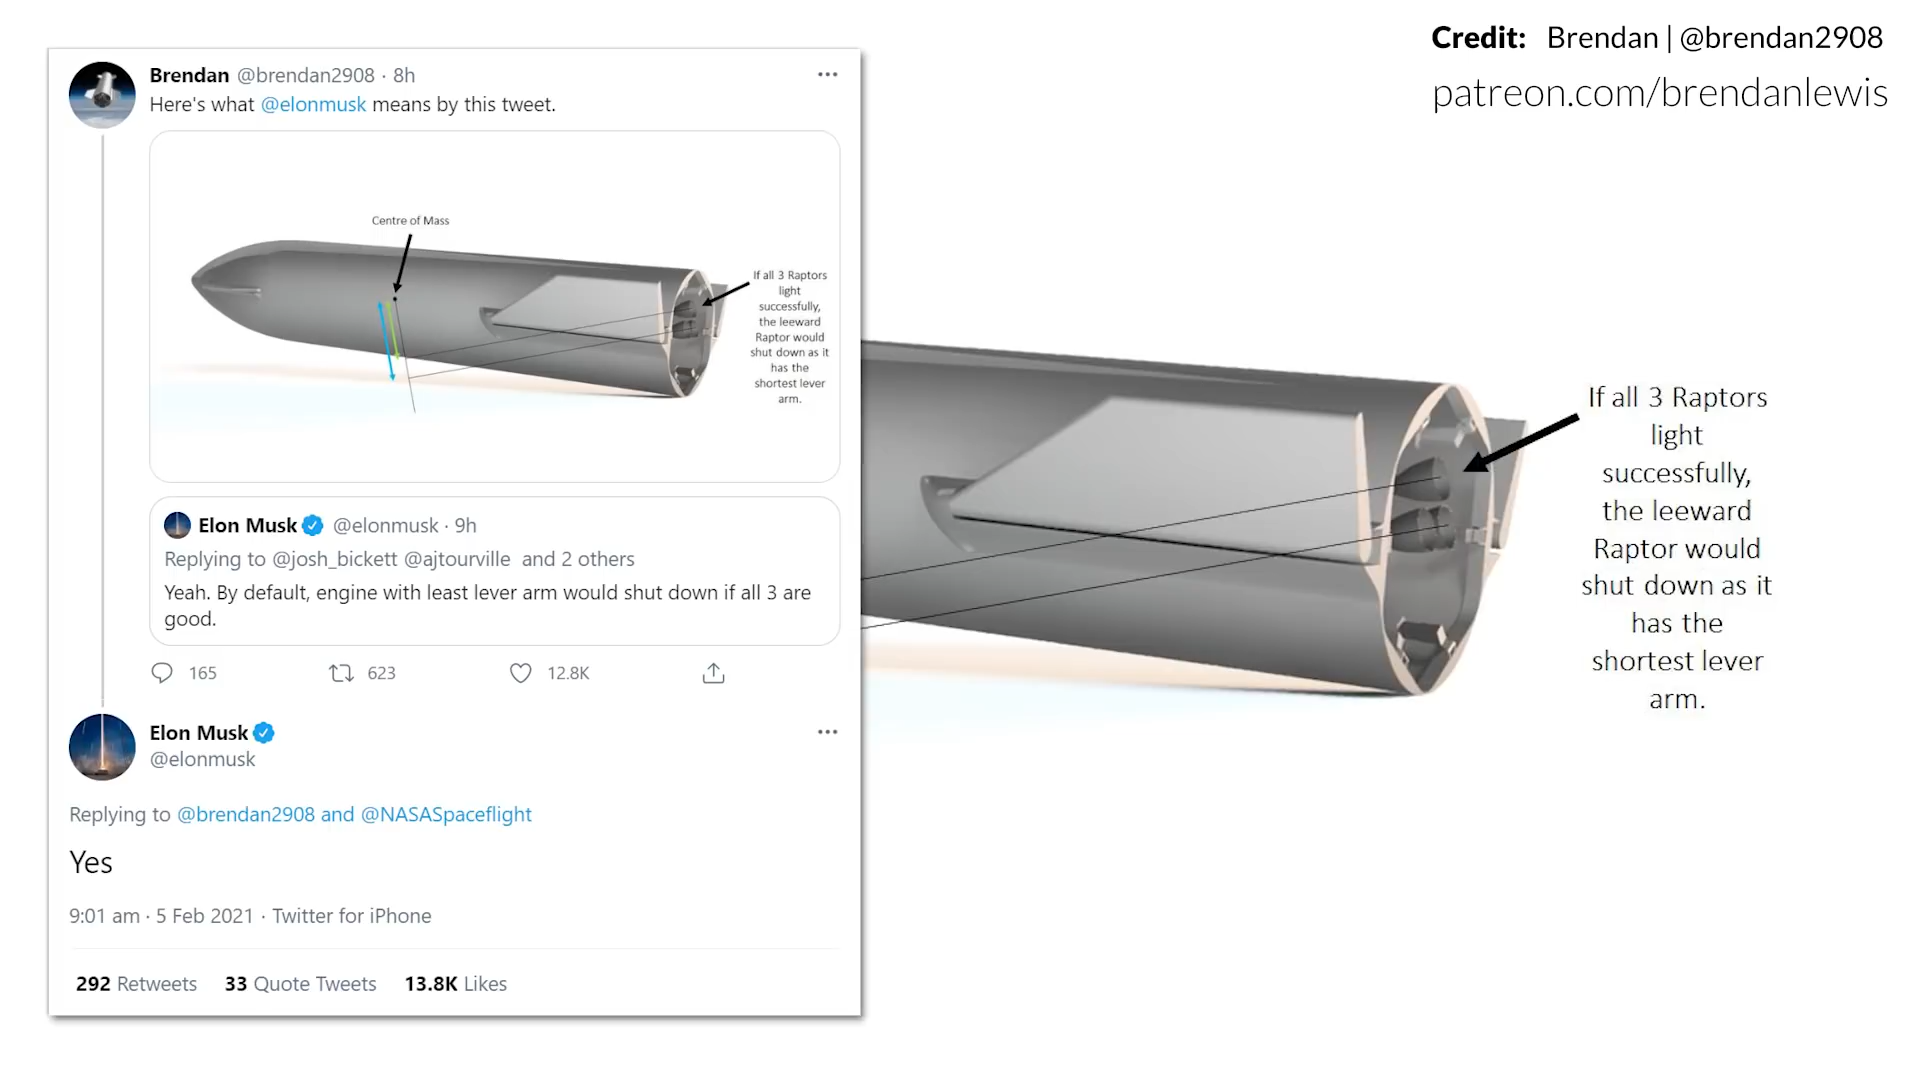 Credit: Brendan | @brendan2908
patreon.com/brendanlewis
Brendan @brendan2908 · 8h
Here's what @elonmusk means by this tweet.
Centre of Mass
If all 3 Raptors
light
successfully,
the leeward
Raptor would
shut down as it
has the
shortest lever
arm.
Elon Musk @elonmusk · 9h
Replying to @josh_bickett @ajtourville and 2 others
Yeah. By default, engine with least lever arm would shut down if all 3 are
good.
165 623 12.8K
Elon Musk
@elonmusk
Replying to @brendan2908 and @NASASpaceflight
Yes
9:01 am · 5 Feb 2021 · Twitter for iPhone
292 Retweets 33 Quote Tweets 13.8K Likes
If all 3 Raptors
light
successfully,
the leeward
Raptor would
shut down as it
has the
shortest lever
arm.